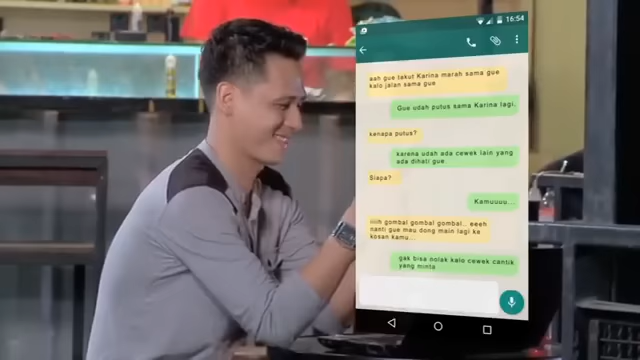 16:54
aah gue takut Karina marah sama gue
kalo jalan sama gue
Gue udah putus sama Karina lagi.
kenapa putus?
karena udah ada cewek lain yang
ada dihati gue
Siapa?
Kamuuuu...
iiiih gombal gombal gombal... eeeh
nanti gue mau dong main lagi ke
kosan kamu...
gak bisa nolak kalo cewek cantik
yang minta